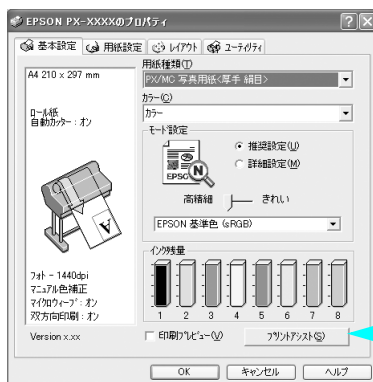 EPSON PX-XXXXのプロパティ
基本設定 用紙設定 レイアウト ユーティリティ
A4 210 x 297 mm
ロール紙
自動カッター : オン
フォト - 1440dpi
マニュアル色補正
マイクロウィーブ : オン
双方向印刷 : オン
Version x.xx
用紙種類(T)
PX/MC 写真用紙<厚手 絹目>
カラー(C)
カラー
モード設定
EPSO
N
推奨設定(U)
詳細設定(M)
高精細 きれい
EPSON 基準色 (sRGB)
インク残量
1 2 3 4 5 6 7 8
印刷プレビュー(V)
プリントアシスト(S)
OK キャンセル ヘルプ